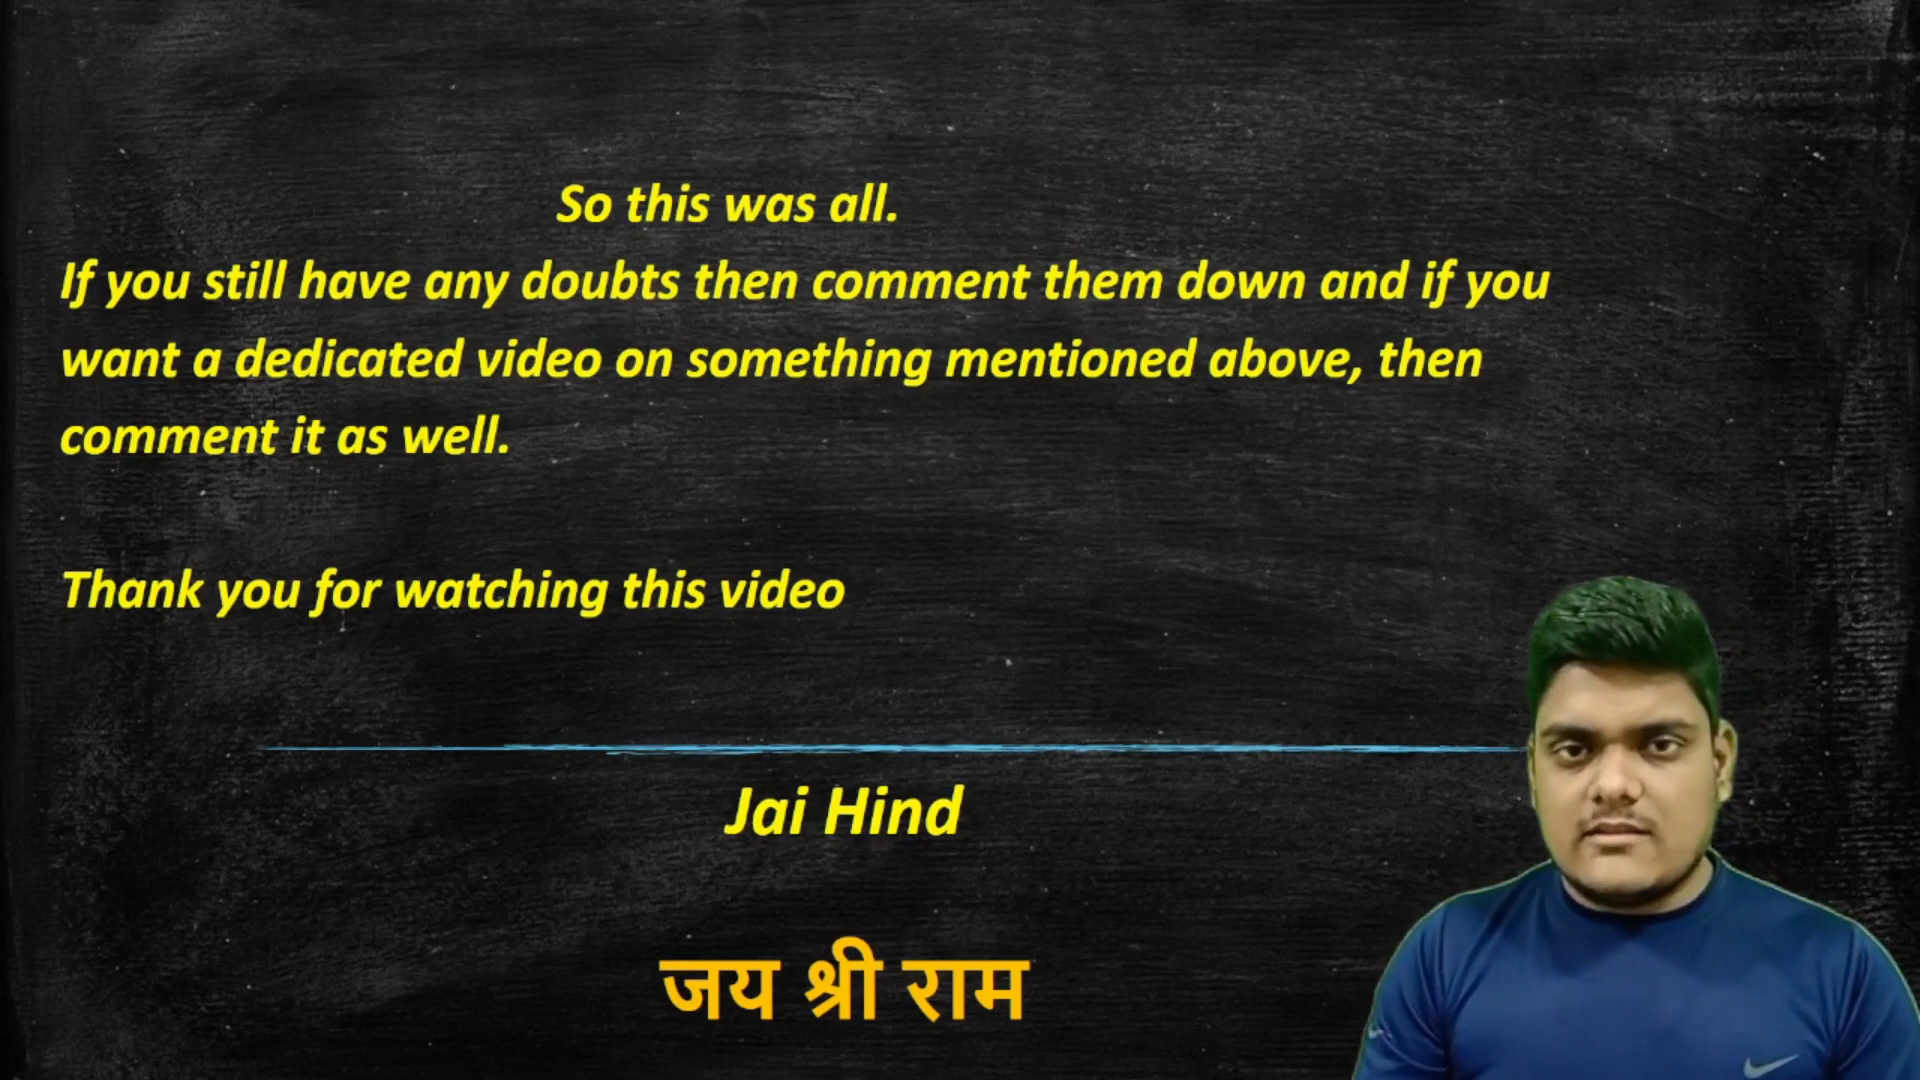 So this was all.
If you still have any doubts then comment them down and if you
want a dedicated video on something mentioned above, then
comment it as well.
Thank you for watching this video
Jai Hind
जय श्री राम